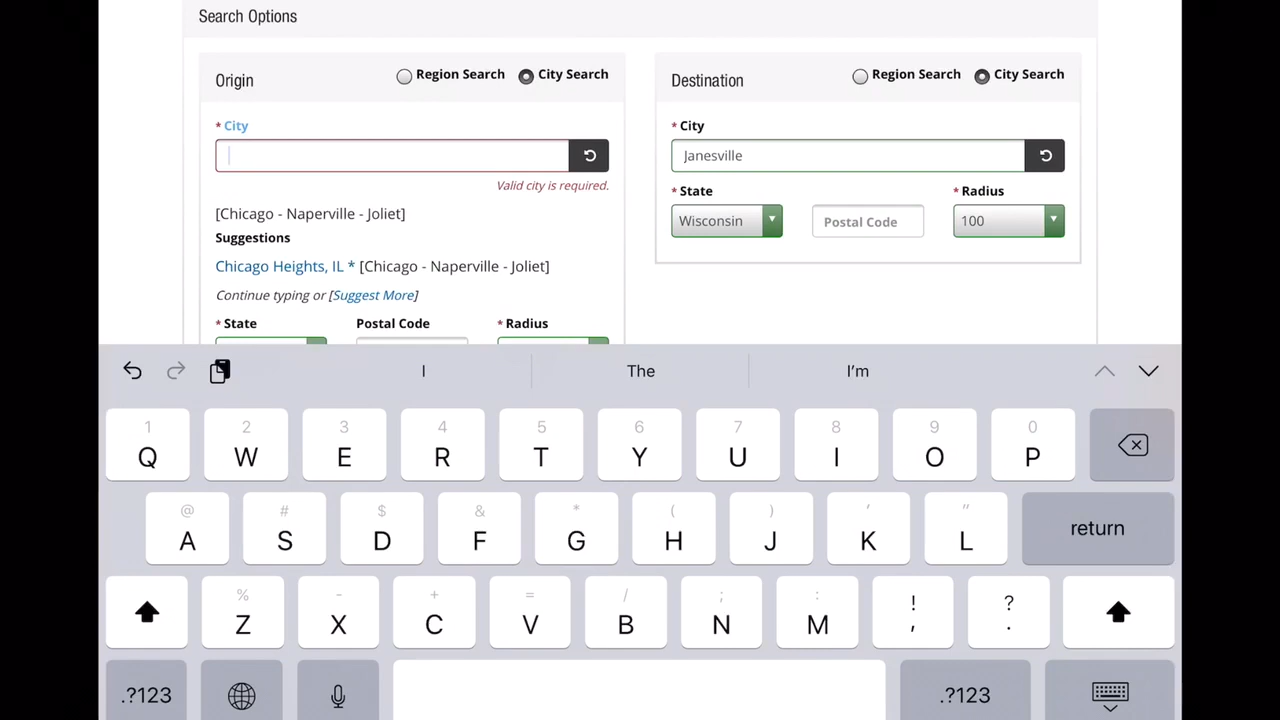 Search Options
Origin
Region Search
City Search
* City
Valid city is required.
[Chicago - Naperville - Joliet]
Suggestions
Chicago Heights, IL * [Chicago - Naperville - Joliet]
Continue typing or [Suggest More]
* State
Postal Code
* Radius
Destination
Region Search
City Search
* City
Janesville
* State
* Radius
Wisconsin
Postal Code
100
I
The
I'm
1 2 3 4 5 6 7 8 9 0
Q W E R T Y U I O P
@ # $ & * ( ) ' "
A S D F G H J K L return
% - + = / ; : ! ?
Z X C V B N M , .
.?123
.?123